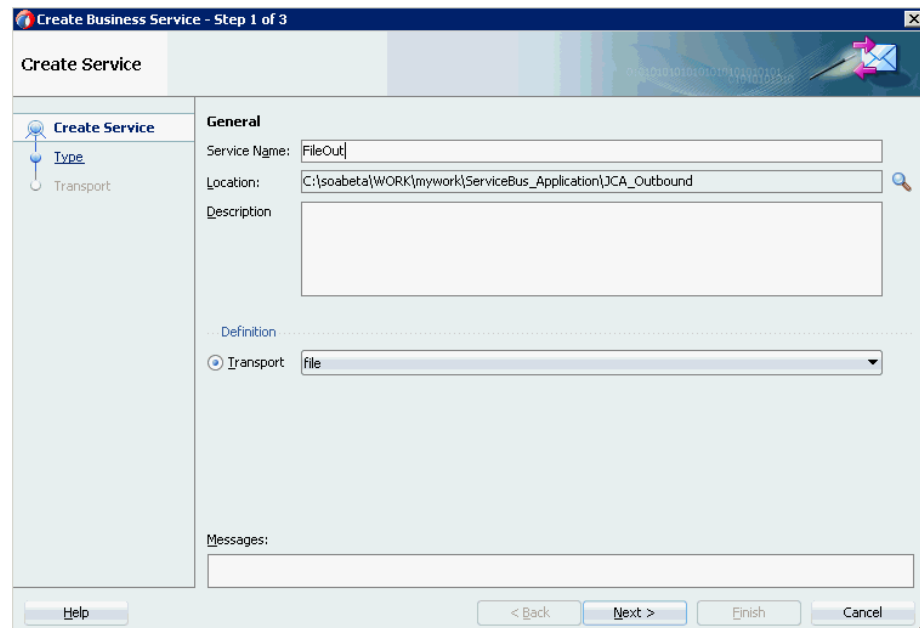 Create Business Service - Step 1 of 3
Create Service
Create Service
Type
Transport
General
Service Name: FileOut
Location: C:\soabeta\WORK\mywork\ServiceBus_Application\JCA_Outbound
Description
Definition
Transport file
Messages:
Help < Back Next > Finish Cancel